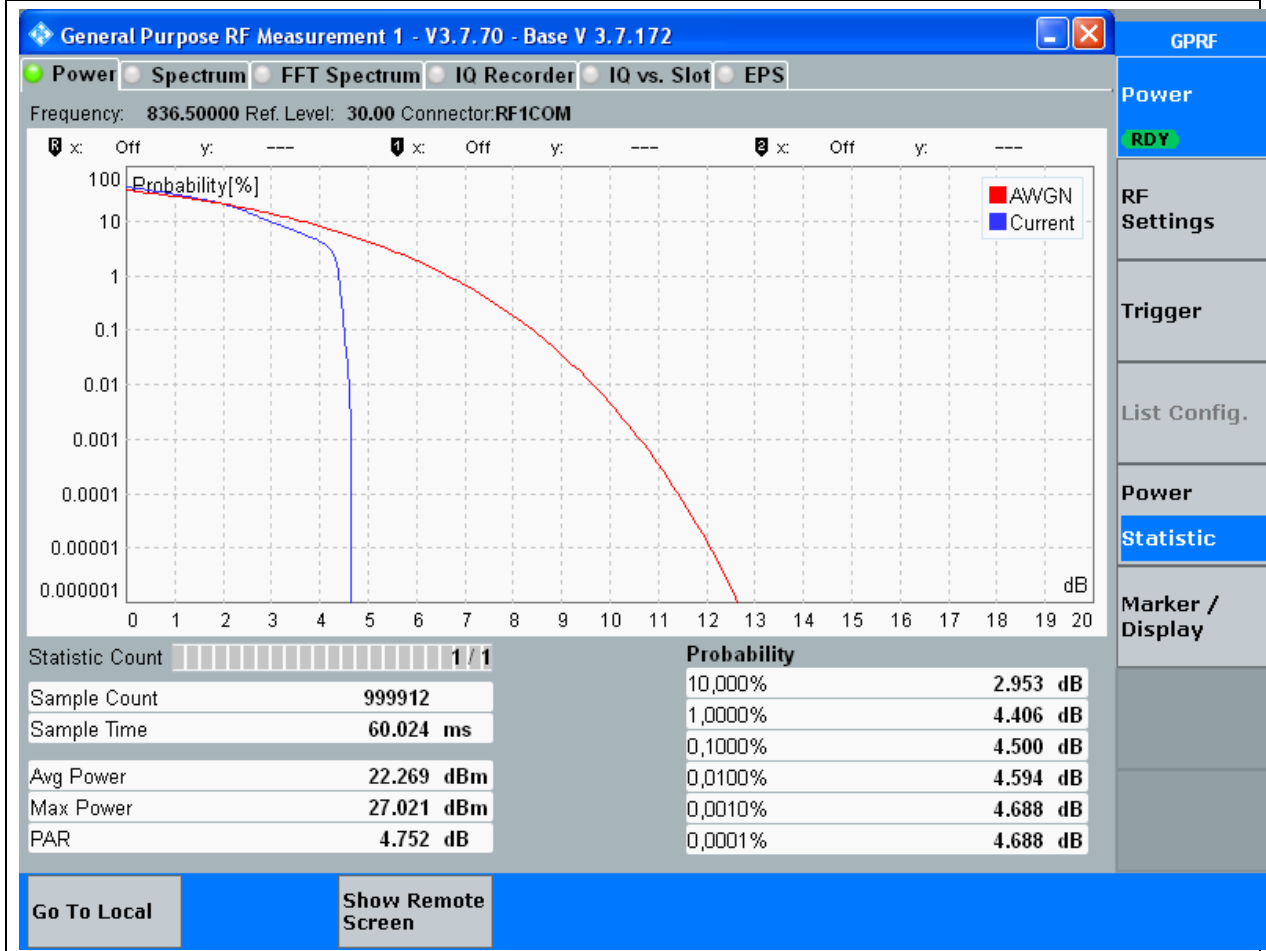 General Purpose RF Measurement 1 - V3.7.70 - Base V 3.7.172
GPRF
Power Spectrum FFT Spectrum IQ Recorder IQ vs. Slot EPS
Frequency: 836.50000 Ref. Level: 30.00 Connector:RF1COM
R x: Off y: --- 1 x: Off y: --- 2 x: Off y: ---
Probability[%]
AWGN
Current
100
10
1
0.1
0.01
0.001
0.0001
0.00001
0.000001
dB
0 1 2 3 4 5 6 7 8 9 10 11 12 13 14 15 16 17 18 19 20
Statistic Count 1 / 1
Sample Count 999912
Sample Time 60.024 ms
Avg Power 22.269 dBm
Max Power 27.021 dBm
PAR 4.752 dB
Probability
10,000% 2.953 dB
1,0000% 4.406 dB
0,1000% 4.500 dB
0,0100% 4.594 dB
0,0010% 4.688 dB
0,0001% 4.688 dB
Power
RDY
RF
Settings
Trigger
List Config.
Power
Statistic
Marker /
Display
Go To Local
Show Remote
Screen